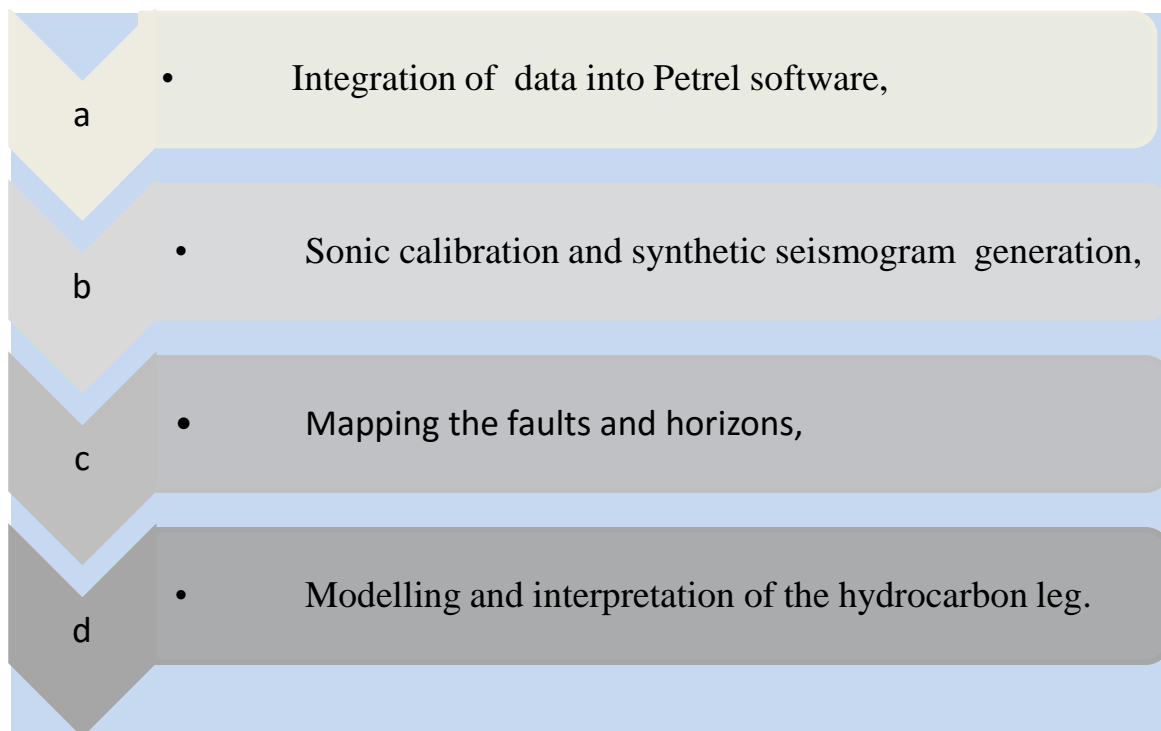 a
• Integration of data into Petrel software,
b
• Sonic calibration and synthetic seismogram generation,
c
• Mapping the faults and horizons,
d
• Modelling and interpretation of the hydrocarbon leg.